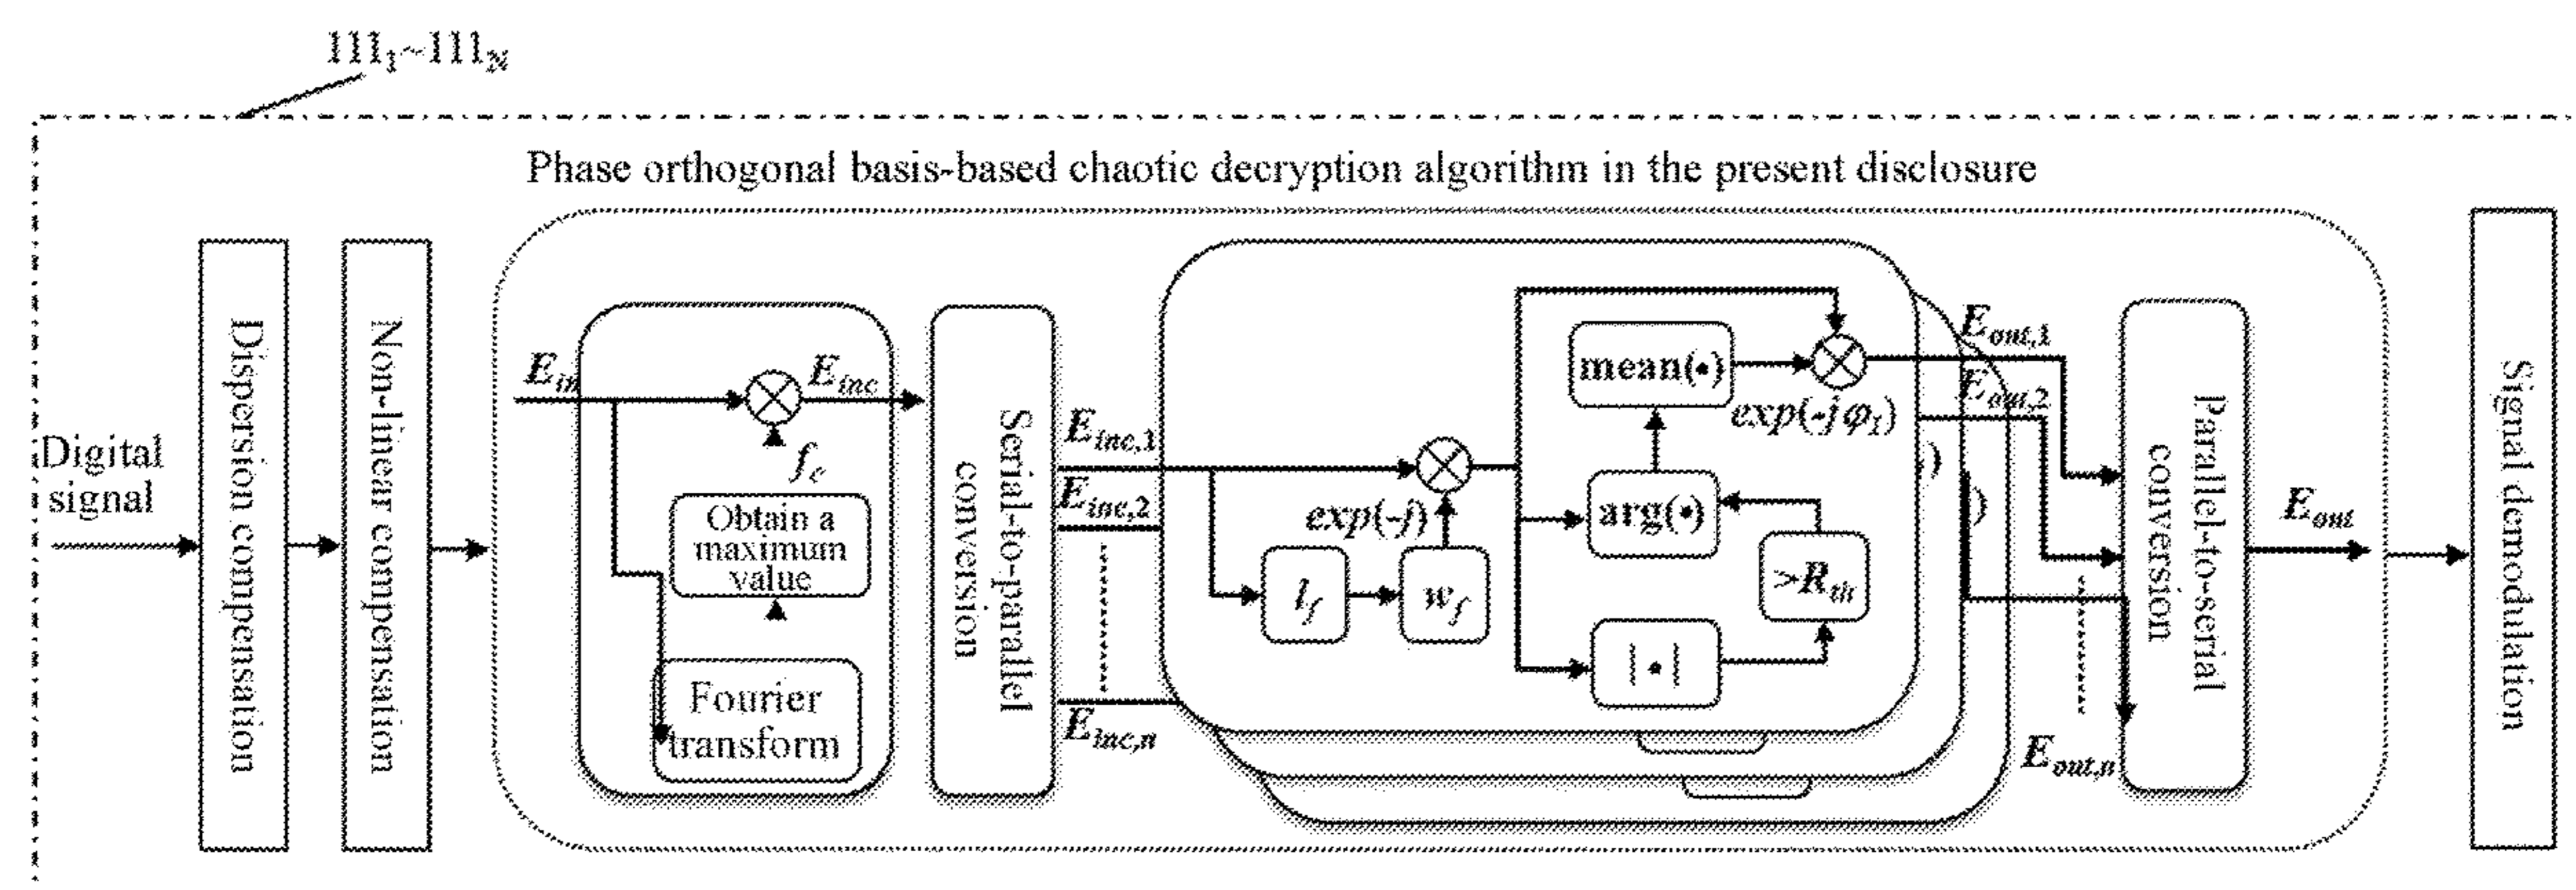 111₁~111ₙ
Phase orthogonal basis-based chaotic decryption algorithm in the present disclosure
Digital
signal
Dispersion compensation
Non-linear compensation
E_in
E_inc
f_c
Obtain a
maximum
value
Fourier
transform
Serial-to-parallel
conversion
E_inc,1
E_inc,2
E_inc,n
l_f
w_f
exp(-j)
mean(•)
exp(-jφ_I)
arg(•)
>R_th
|•|
)
)
E_out,1
E_out,2
E_out,n
Parallel-to-serial
conversion
E_out
Signal demodulation